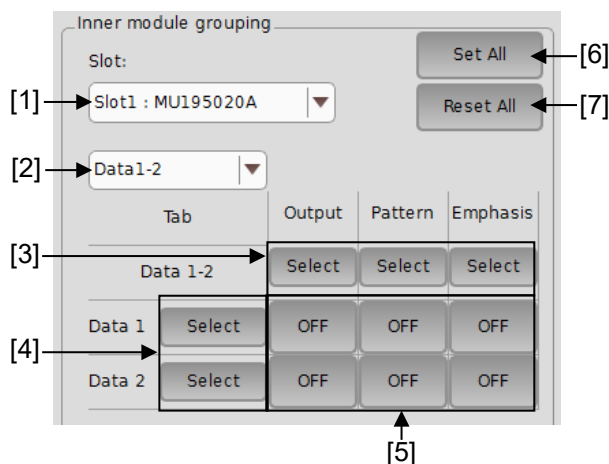 Inner module grouping
Slot:
Set All
[6]
[1]
Slot1 : MU195020A
Reset All
[7]
[2]
Data1-2
Tab
Output
Pattern
Emphasis
[3]
Data 1-2
Select
Select
Select
Data 1
Select
OFF
OFF
OFF
[4]
Data 2
Select
OFF
OFF
OFF
[5]